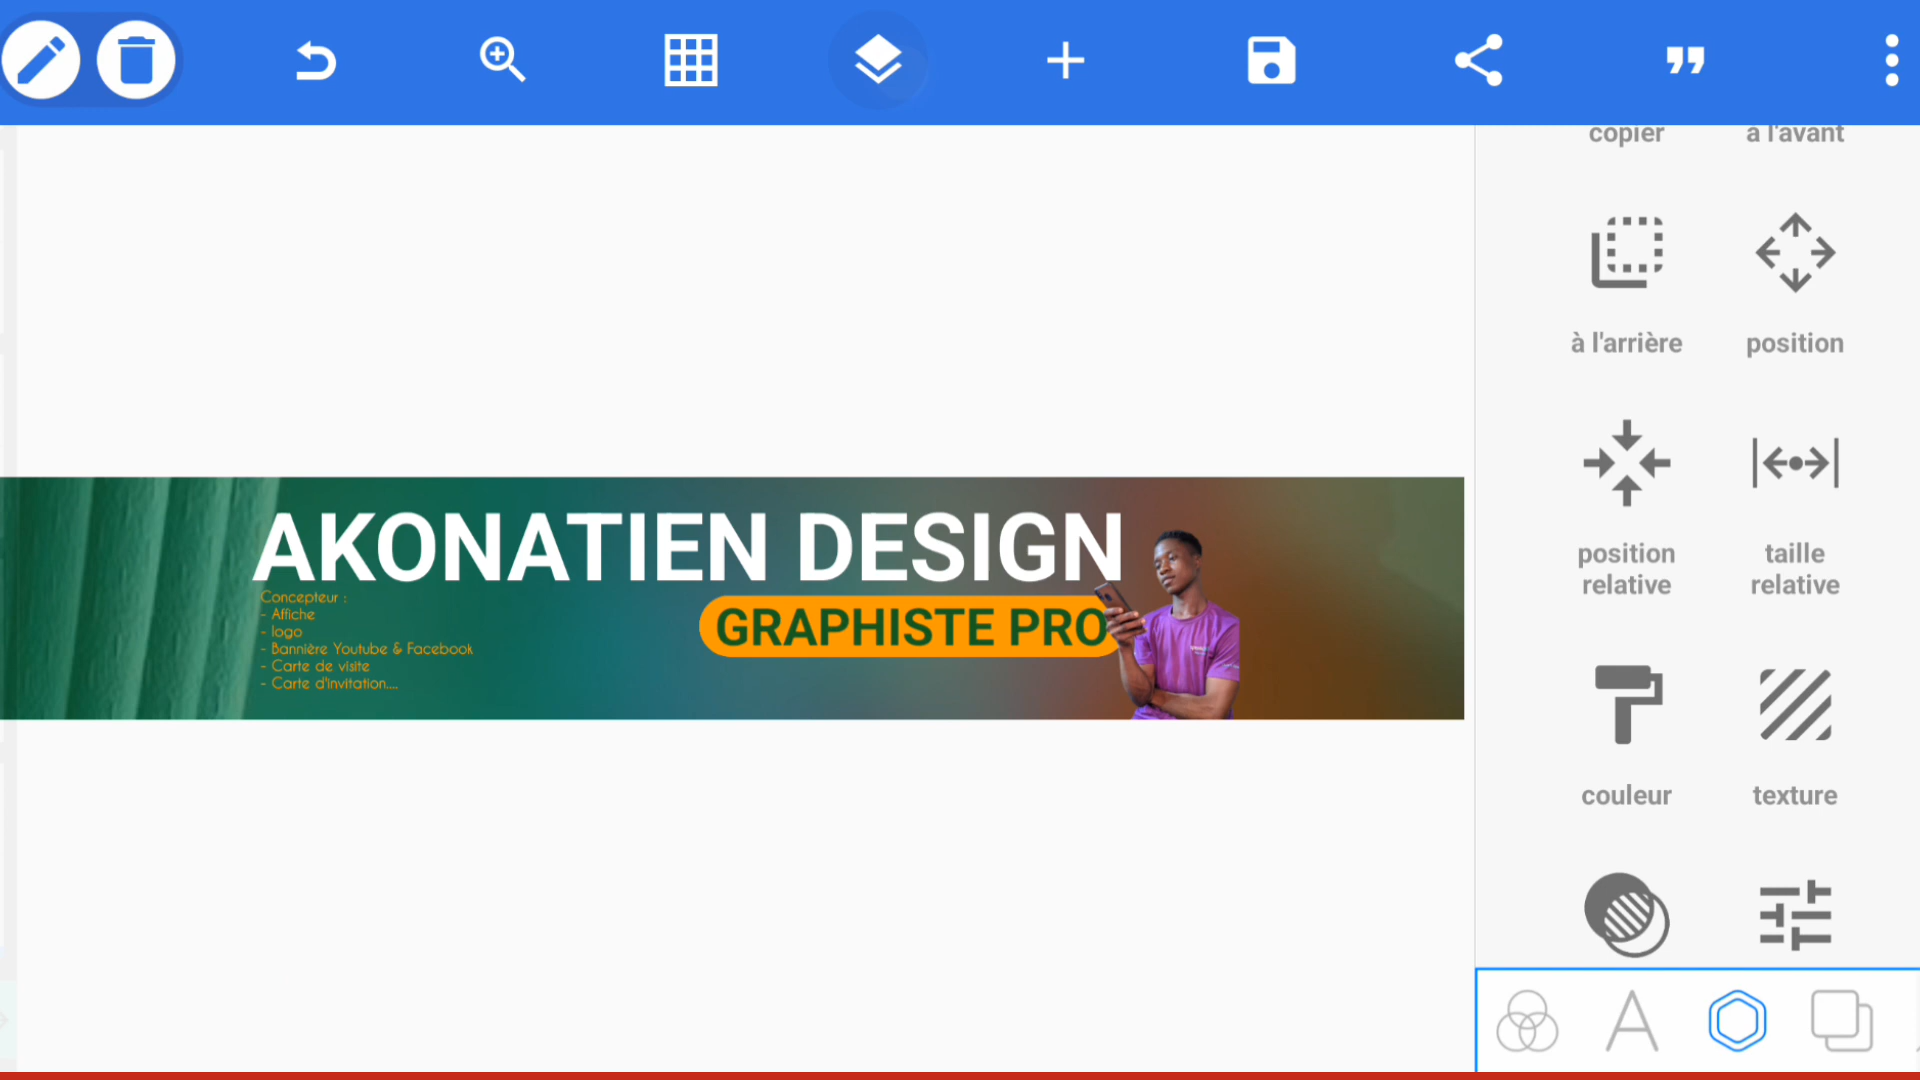 copier
à l'avant
à l'arrière
position
position
relative
taille
relative
couleur
texture
AKONATIEN DESIGN
GRAPHISTE PRO
Concepteur :
- Affiche
- logo
- Bannière Youtube & Facebook
- Carte de visite
- Carte d'invitation....